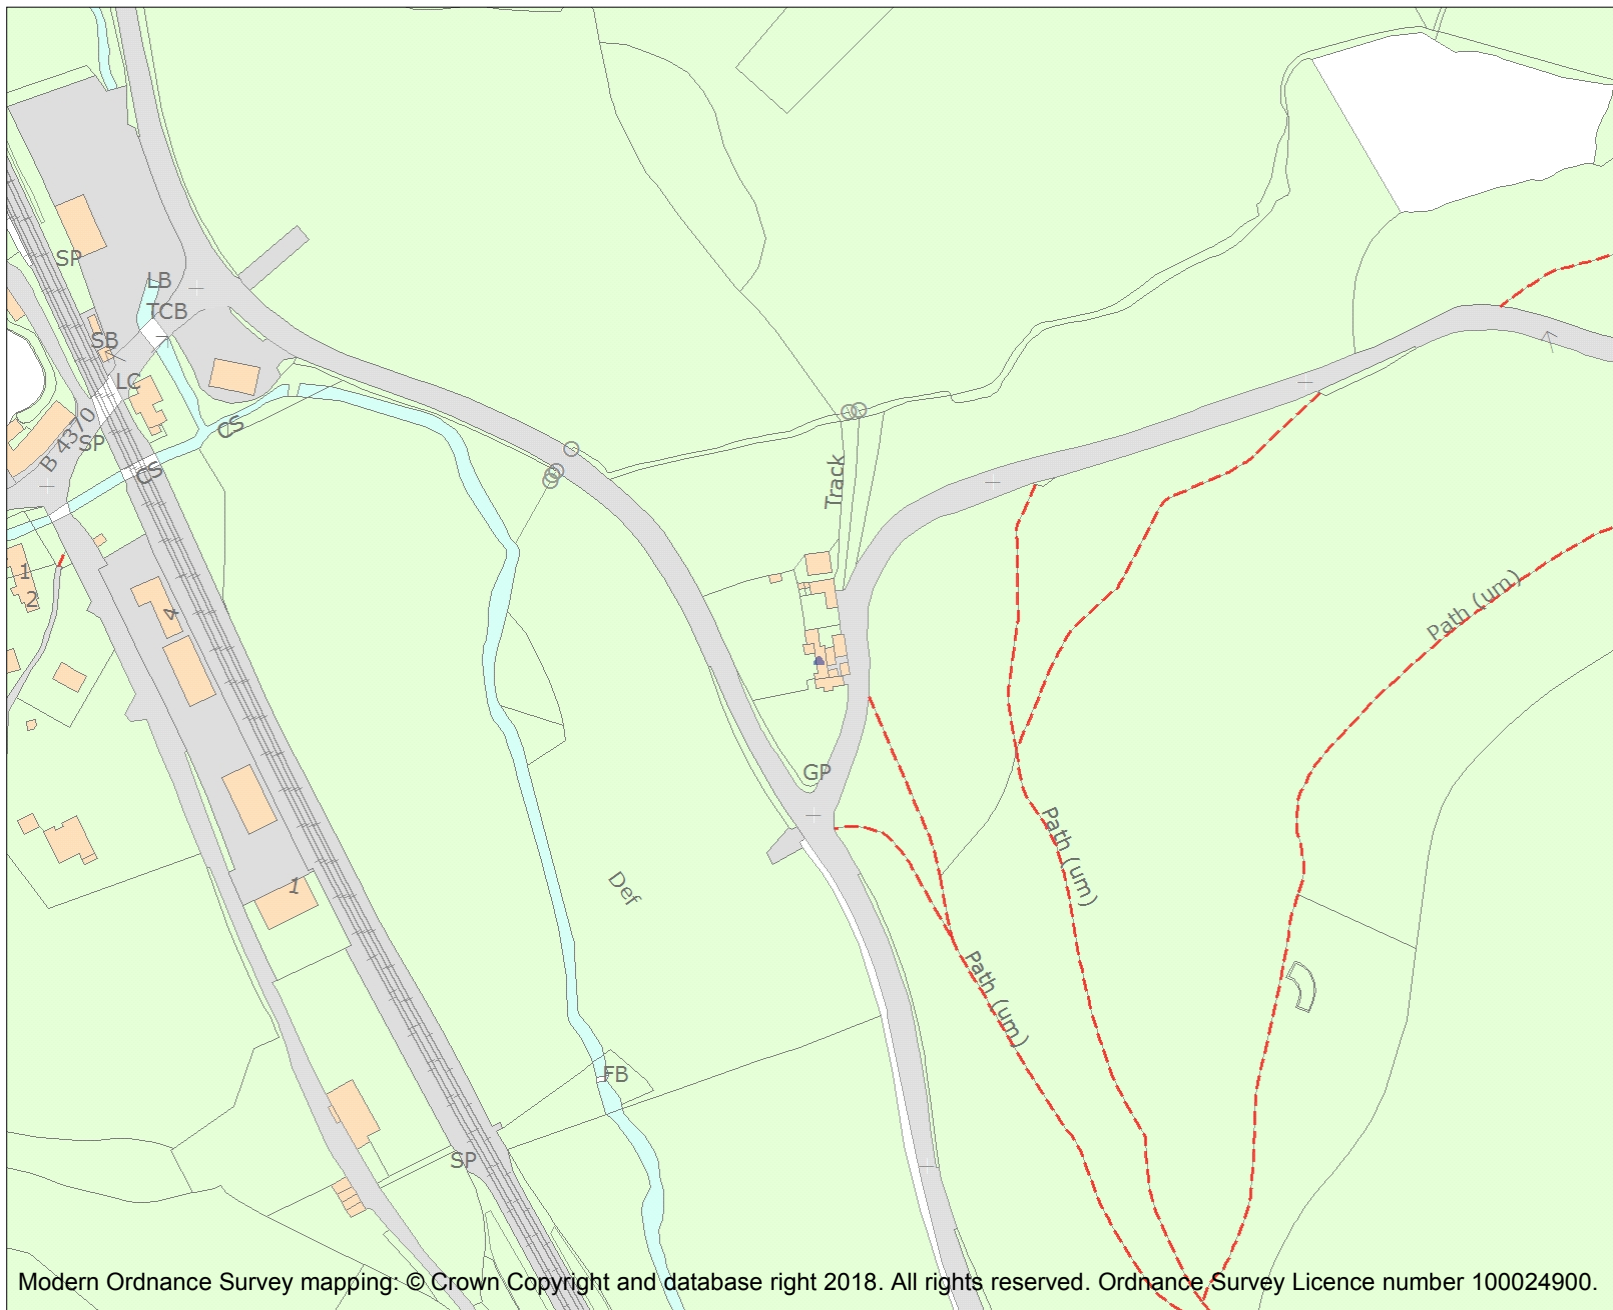 SP
LB
TCB
SB
LC
B 4370
SP
CS
CS
Track
1
2
4
Path (um)
GP
Path (um)
1
Def
Path (um)
FB
SP
Modern Ordnance Survey mapping: © Crown Copyright and database right 2018. All rights reserved. Ordnance Survey Licence number 100024900.